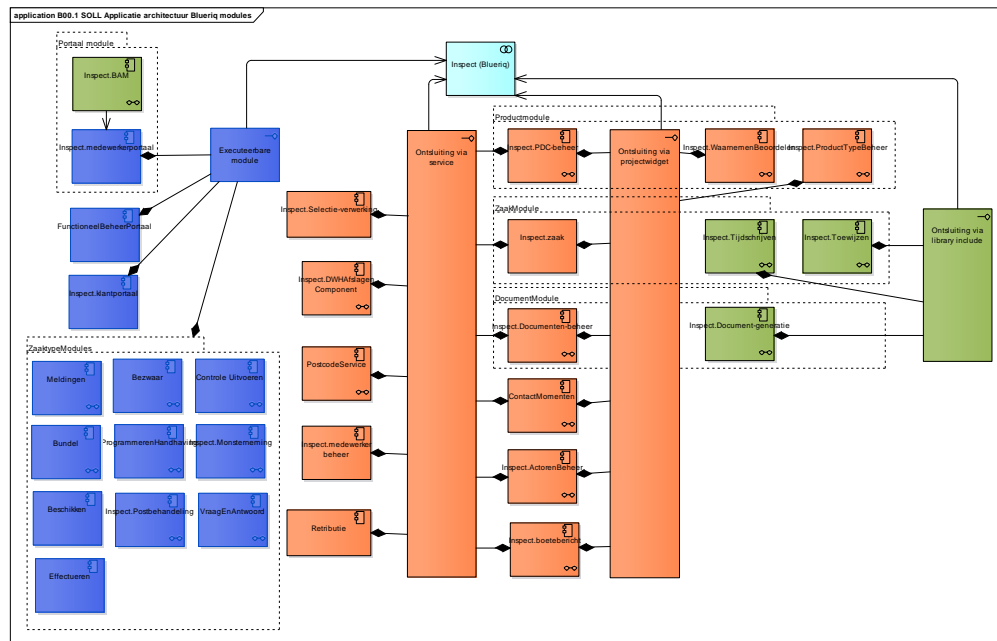 application B00.1 SOLL Applicatie architectuur Blueriq modules
Portaal module
Inspect.BAM
Inspect.medewerkerportaal
Executeerbare
module
FunctioneelBeheerPortaal
Inspect.klantportaal
ZaaktypeModules
Meldingen
Bezwaar
Controle Uitvoeren
Bundel
ProgrammerenHandhaving
Inspect.Monstername
Beschikken
Inspect.Postbehandeling
VraagEnAntwoord
Effectueren
Inspect (Blueriq)
Inspect.Selectie-verwerking
Inspect.DWHAfslagen
Component
PostcodeService
Inspect.medewerker
beheer
Retributie
Ontsluiting via
service
Productmodule
Inspect.PDC-beheer
Ontsluiting via
projectwidget
Inspect.WaarnemenBeoordelen
Inspect.ProductTypeBeheer
ZaakModule
Inspect.zaak
Inspect.Tijdschrijven
Inspect.Toewijzen
DocumentModule
Inspect.Documenten-beheer
Inspect.Document-generatie
ContactMomenten
Inspect.ActorenBeheer
Inspect.boetebericht
Ontsluiting via
library include